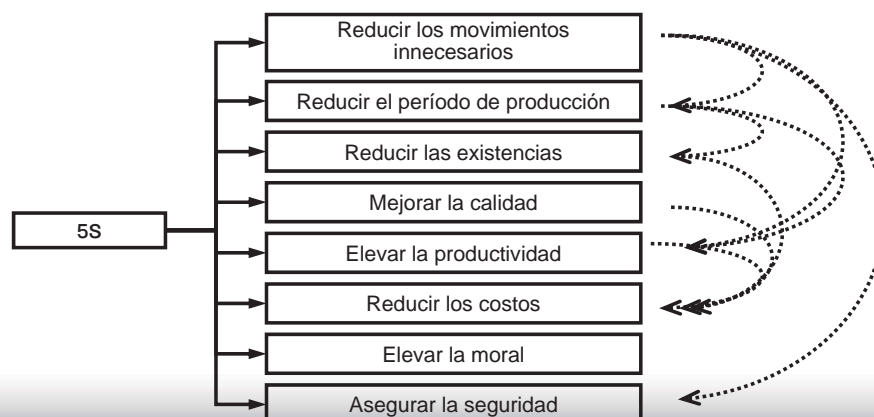 Reducir los movimientos
innecesarios
Reducir el período de producción
Reducir las existencias
Mejorar la calidad
5S
Elevar la productividad
Reducir los costos
Elevar la moral
Asegurar la seguridad